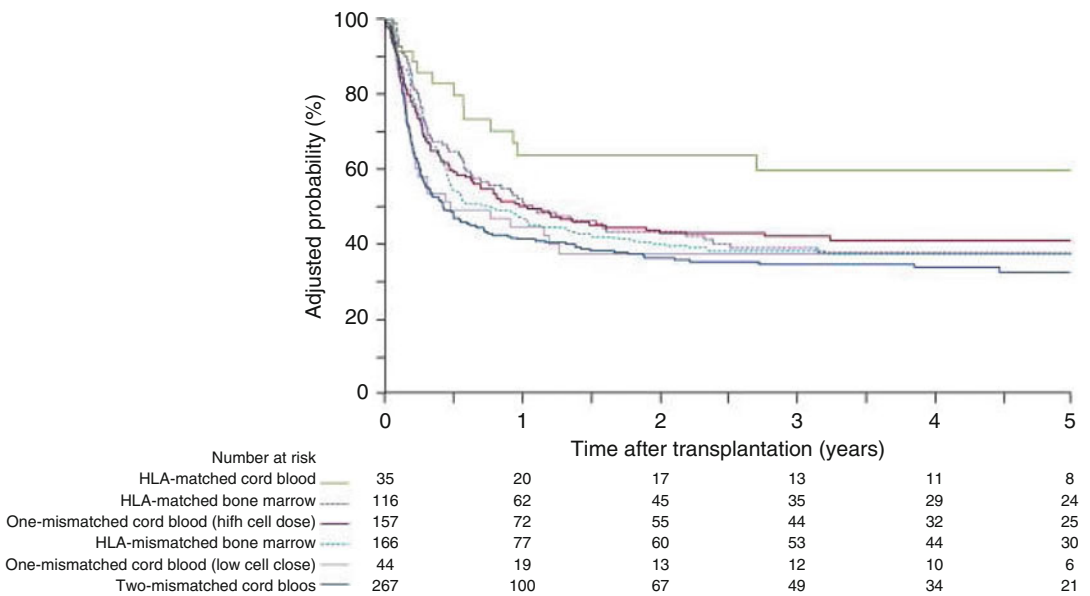 100
80
60
40
20
0
Adjusted probability (%)
0 1 2 3 4 5
Time after transplantation (years)
Number at risk
HLA-matched cord blood 35 20 17 13 11 8
HLA-matched bone marrow 116 62 45 35 29 24
One-mismatched cord blood (hifh cell dose) 157 72 55 44 32 25
HLA-mismatched bone marrow 166 77 60 53 44 30
One-mismatched cord blood (low cell close) 44 19 13 12 10 6
Two-mismatched cord bloos 267 100 67 49 34 21